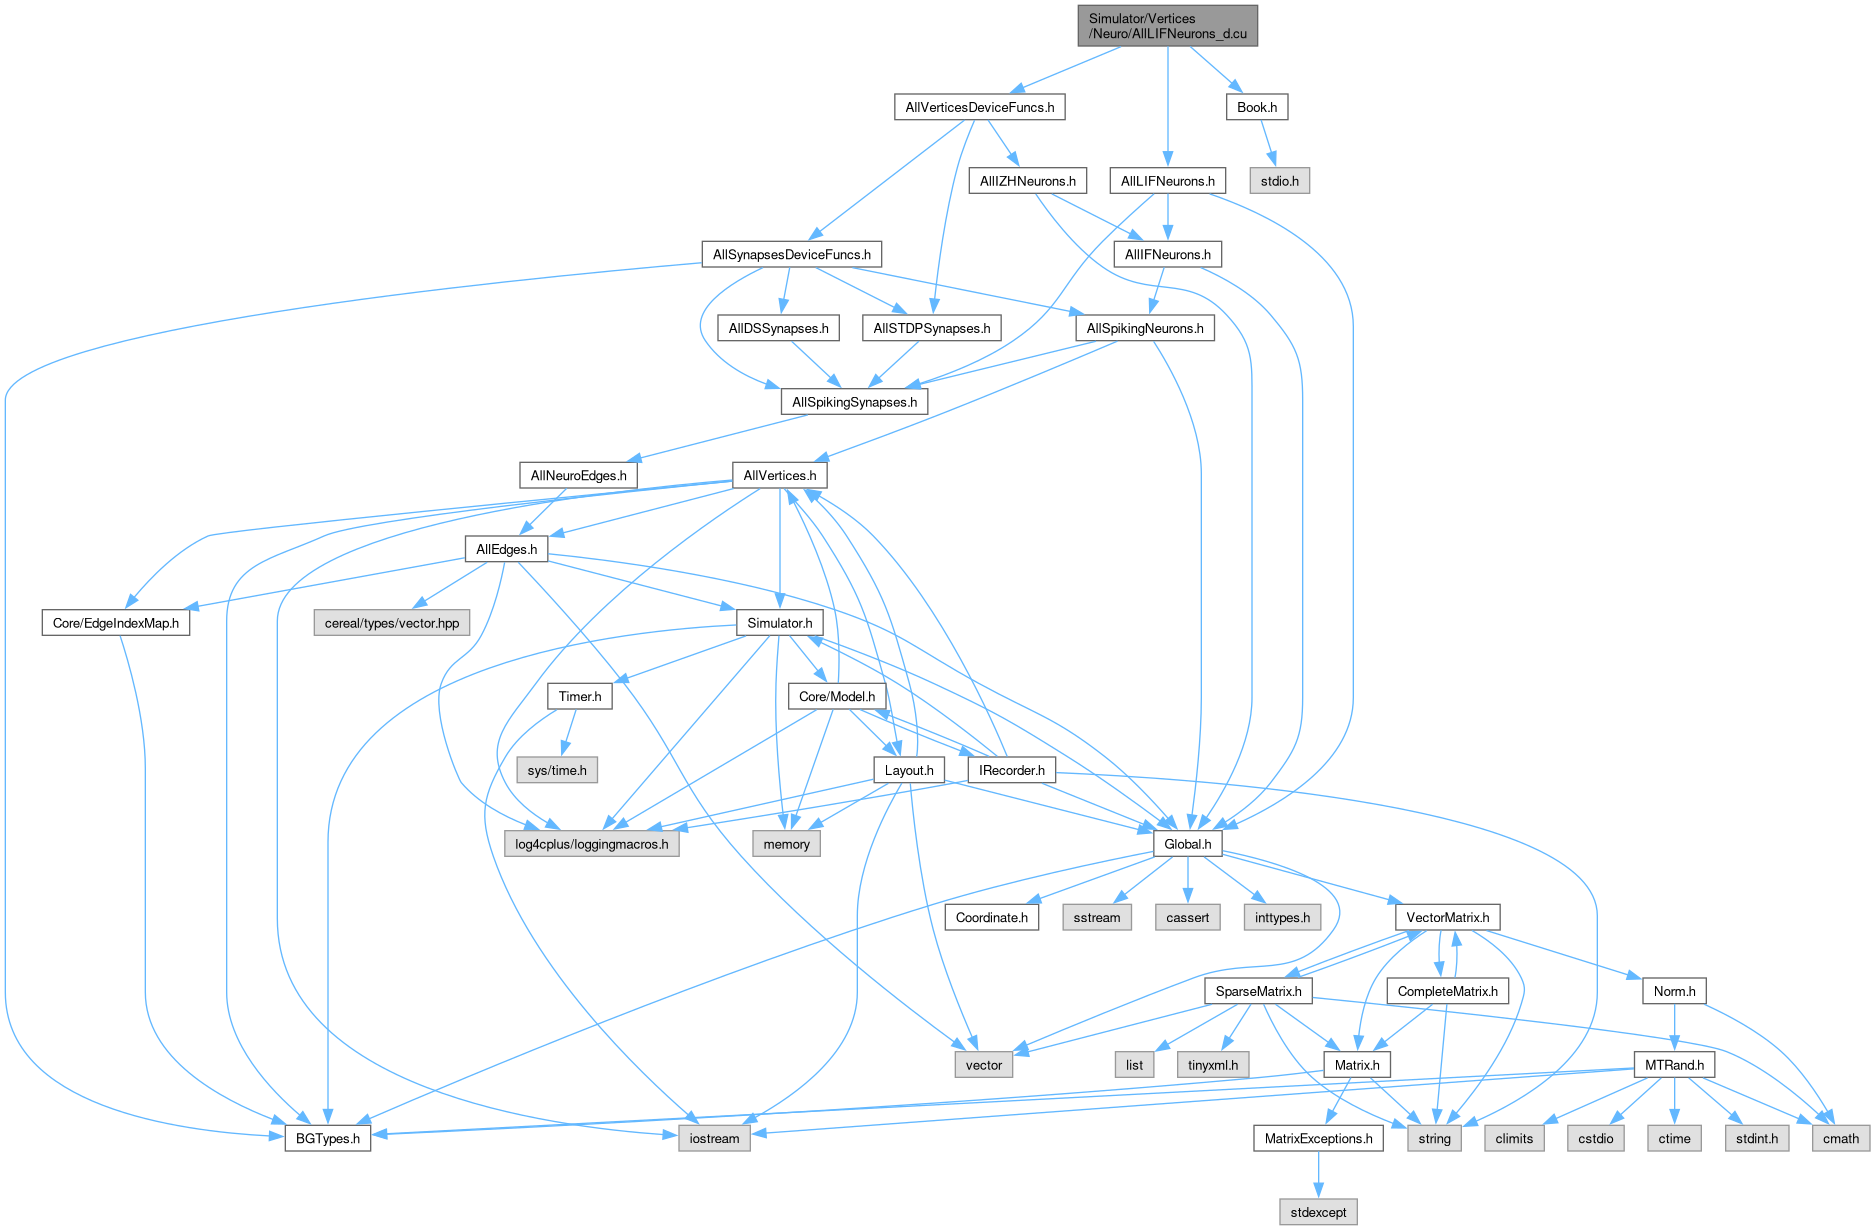 Simulator/Vertices
/Neuro/AllLIFNeurons_d.cu
AllVerticesDeviceFuncs.h
Book.h
AllIZHNeurons.h
AllLIFNeurons.h
stdio.h
AllSynapsesDeviceFuncs.h
AllIFNeurons.h
AllDSSynapses.h
AllSTDPSynapses.h
AllSpikingNeurons.h
AllSpikingSynapses.h
AllNeuroEdges.h
AllVertices.h
AllEdges.h
Core/EdgeIndexMap.h
cereal/types/vector.hpp
Simulator.h
Timer.h
Core/Model.h
sys/time.h
Layout.h
IRecorder.h
log4cplus/loggingmacros.h
memory
Global.h
Coordinate.h
sstream
cassert
inttypes.h
VectorMatrix.h
SparseMatrix.h
CompleteMatrix.h
Norm.h
vector
list
tinyxml.h
Matrix.h
MTRand.h
BGTypes.h
iostream
MatrixExceptions.h
string
climits
cstdio
ctime
stdint.h
cmath
stdexcept